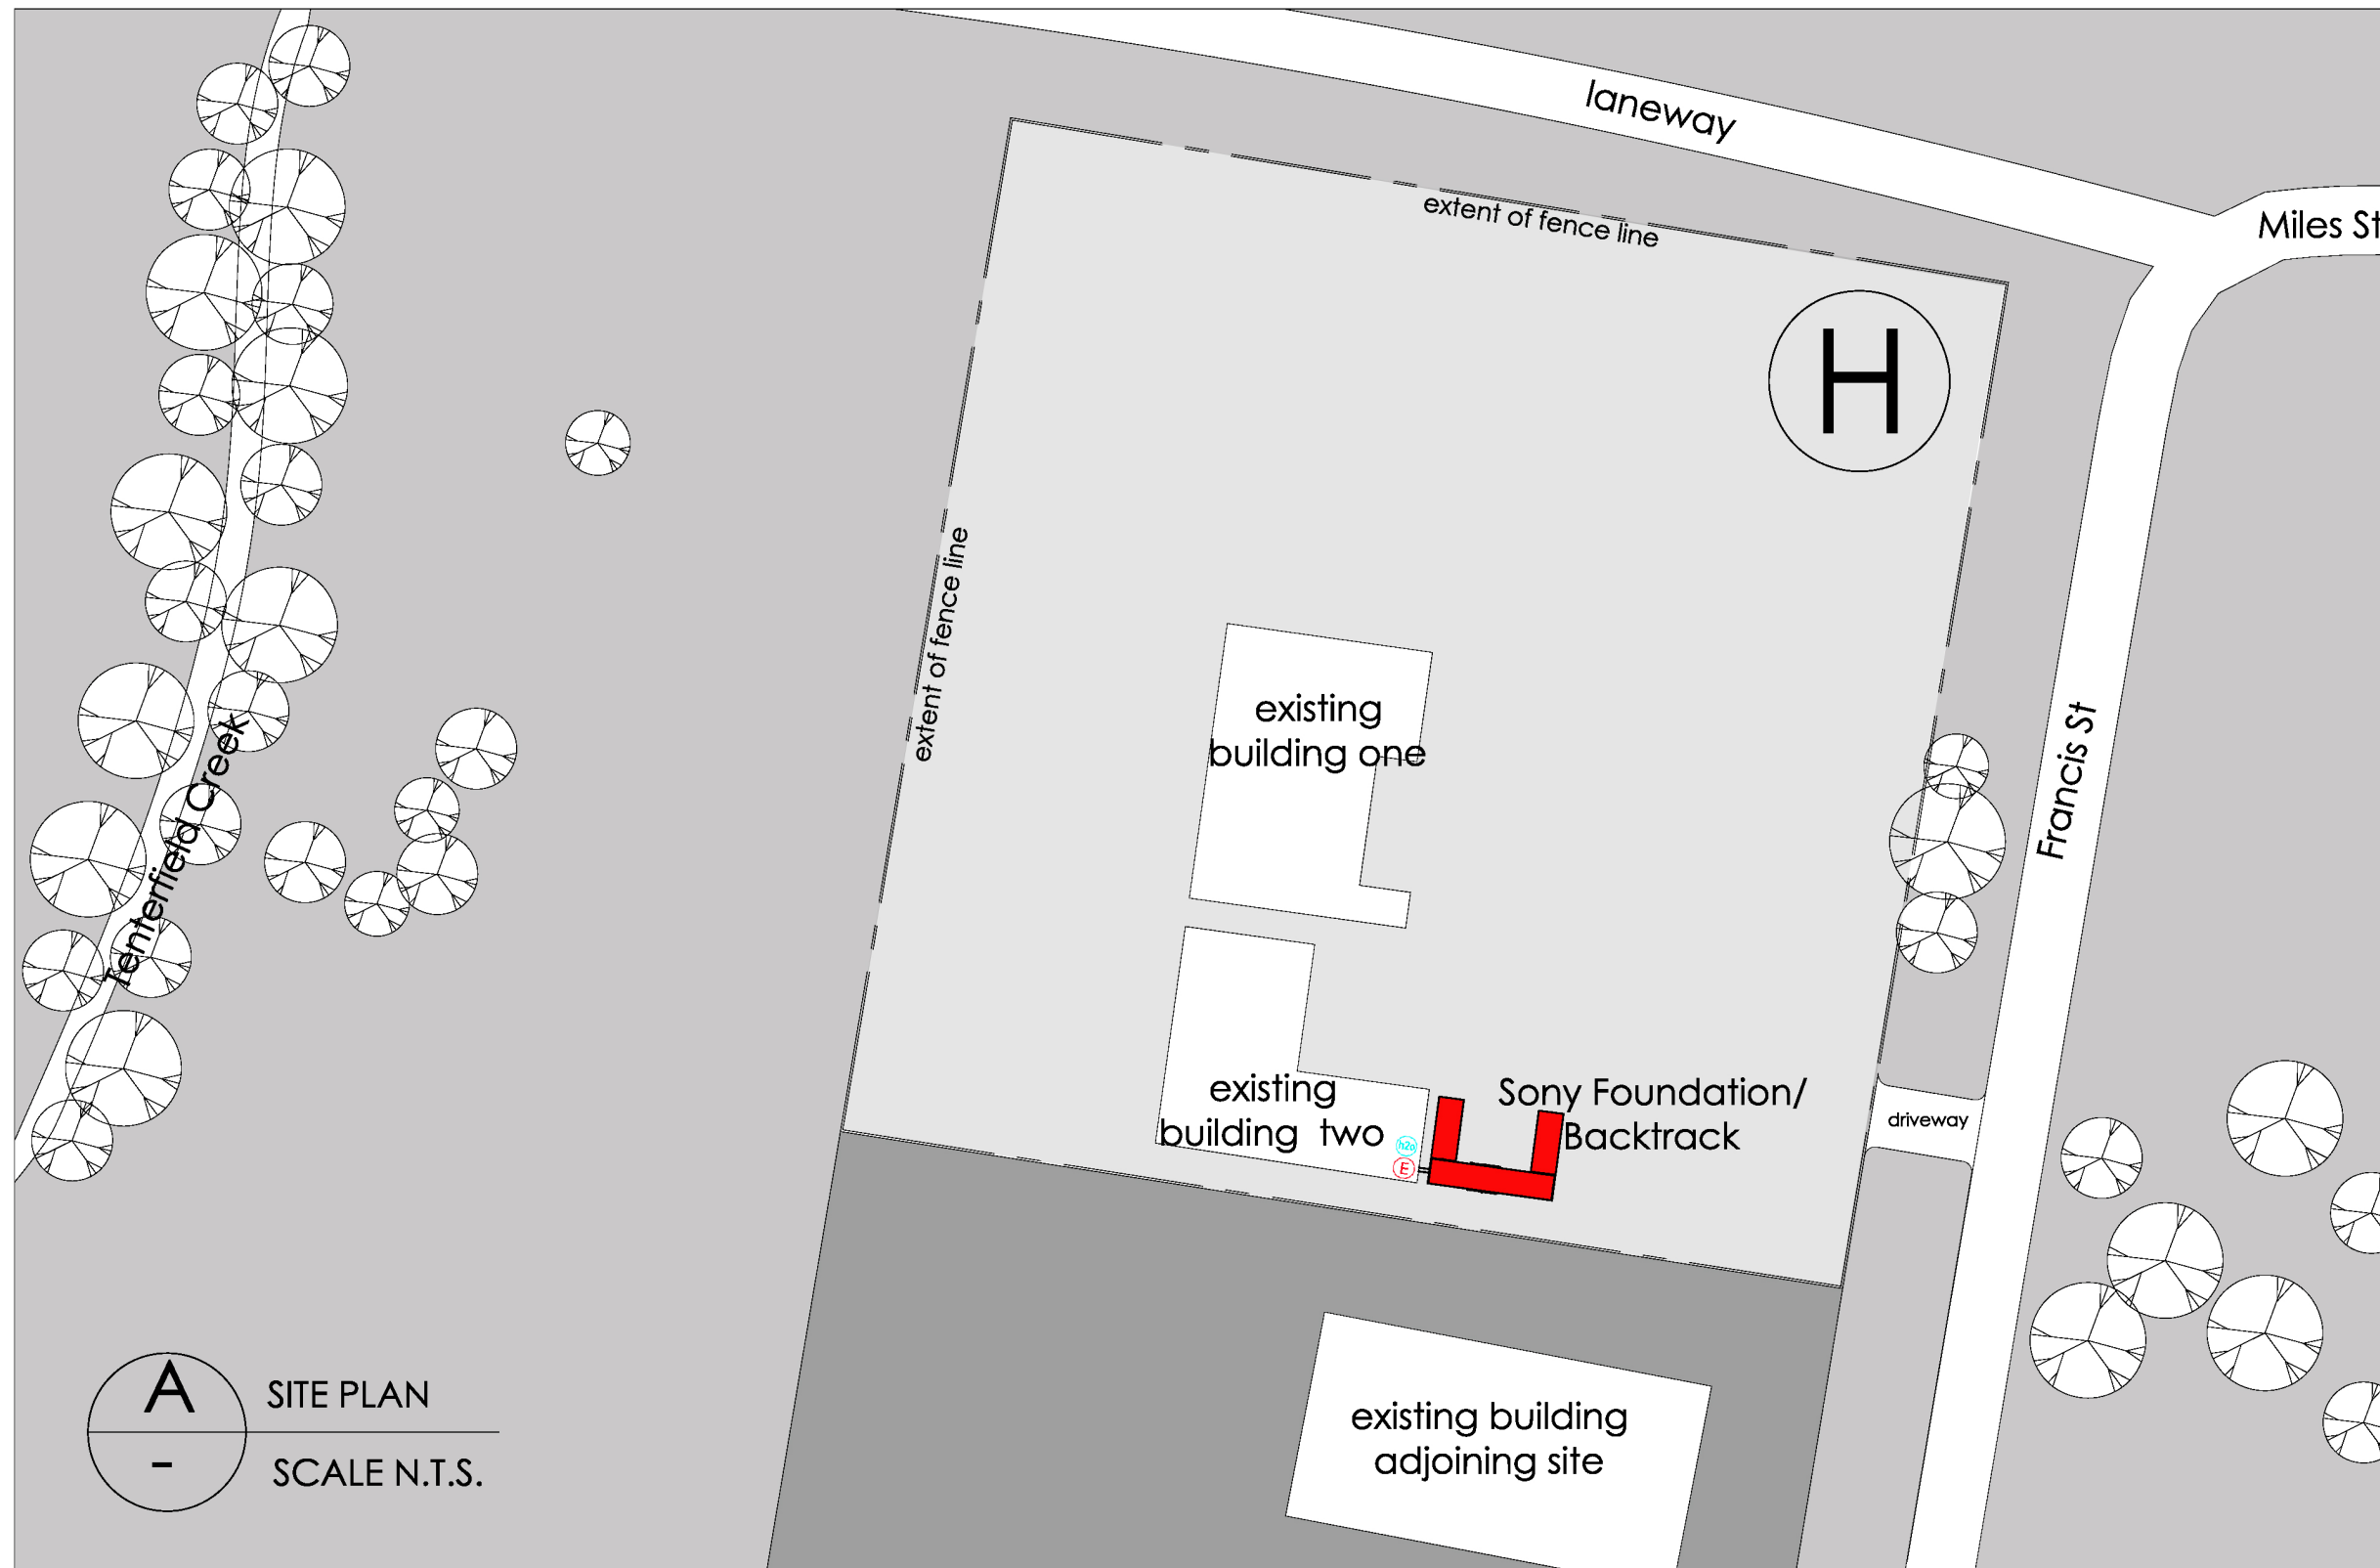 laneway
Miles St
extent of fence line
H
extent of fence line
existing
building one
Francis St
Tenterfield Creek
Sony Foundation/
Backtrack
existing
building two
h2o
E
driveway
A
SITE PLAN
-
SCALE N.T.S.
existing building
adjoining site